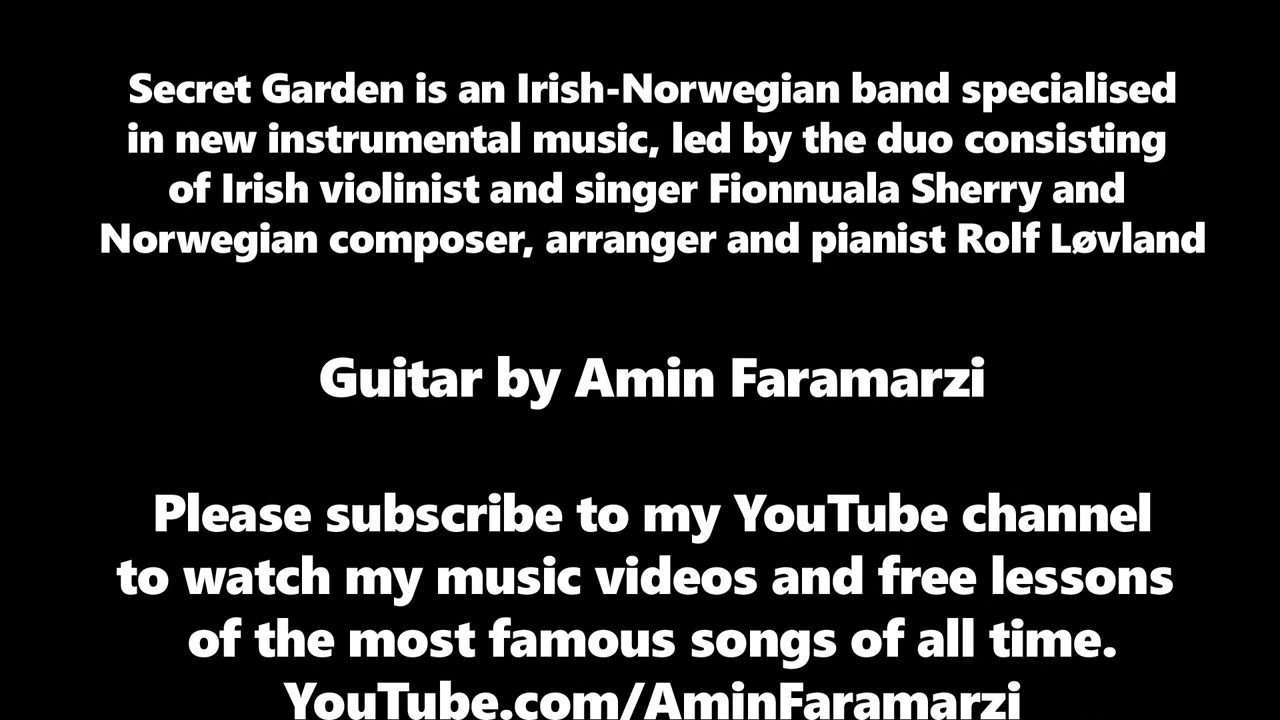 Secret Garden is an Irish-Norwegian band specialised
in new instrumental music, led by the duo consisting
of Irish violinist and singer Fionnuala Sherry and
Norwegian composer, arranger and pianist Rolf Løvland
Guitar by Amin Faramarzi
Please subscribe to my YouTube channel
to watch my music videos and free lessons
of the most famous songs of all time.
YouTube.com/AminFaramarzi